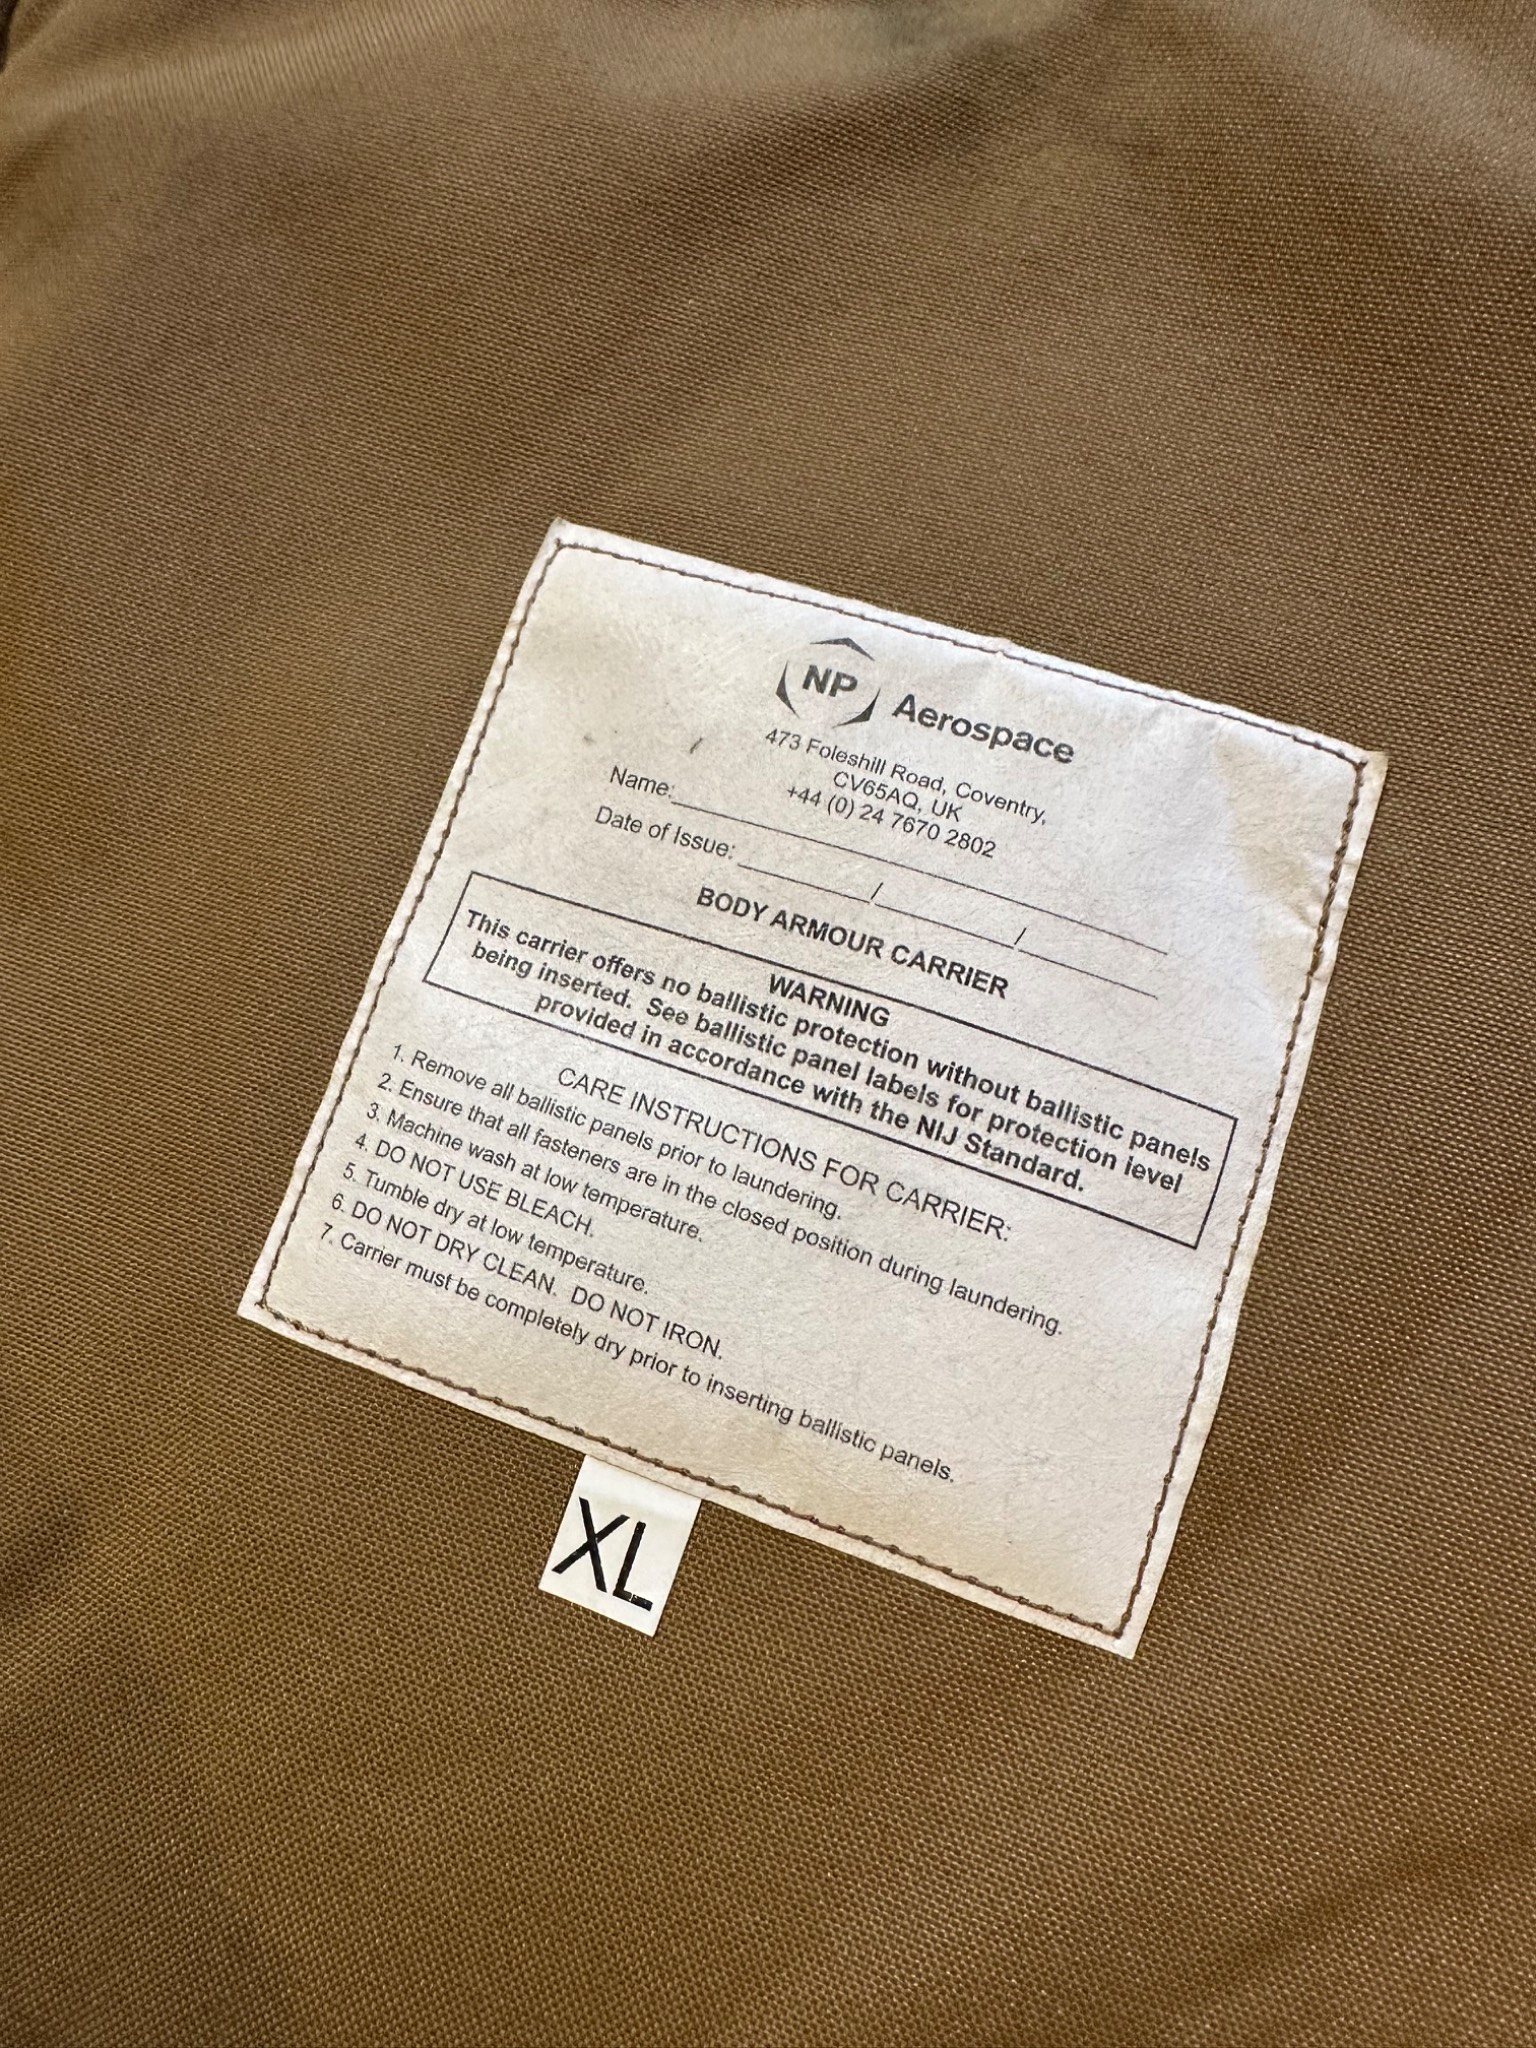 NP Aerospace
473 Foleshill Road, Coventry,
CV65AQ, UK
+44 (0) 24 7670 2802
Name:
Date of Issue: / /
BODY ARMOUR CARRIER
WARNING
This carrier offers no ballistic protection without ballistic panels
being inserted. See ballistic panel labels for protection level
provided in accordance with the NIJ Standard.
CARE INSTRUCTIONS FOR CARRIER:
1. Remove all ballistic panels prior to laundering.
2. Ensure that all fasteners are in the closed position during laundering.
3. Machine wash at low temperature.
4. DO NOT USE BLEACH.
5. Tumble dry at low temperature.
6. DO NOT DRY CLEAN. DO NOT IRON.
7. Carrier must be completely dry prior to inserting ballistic panels.
XL